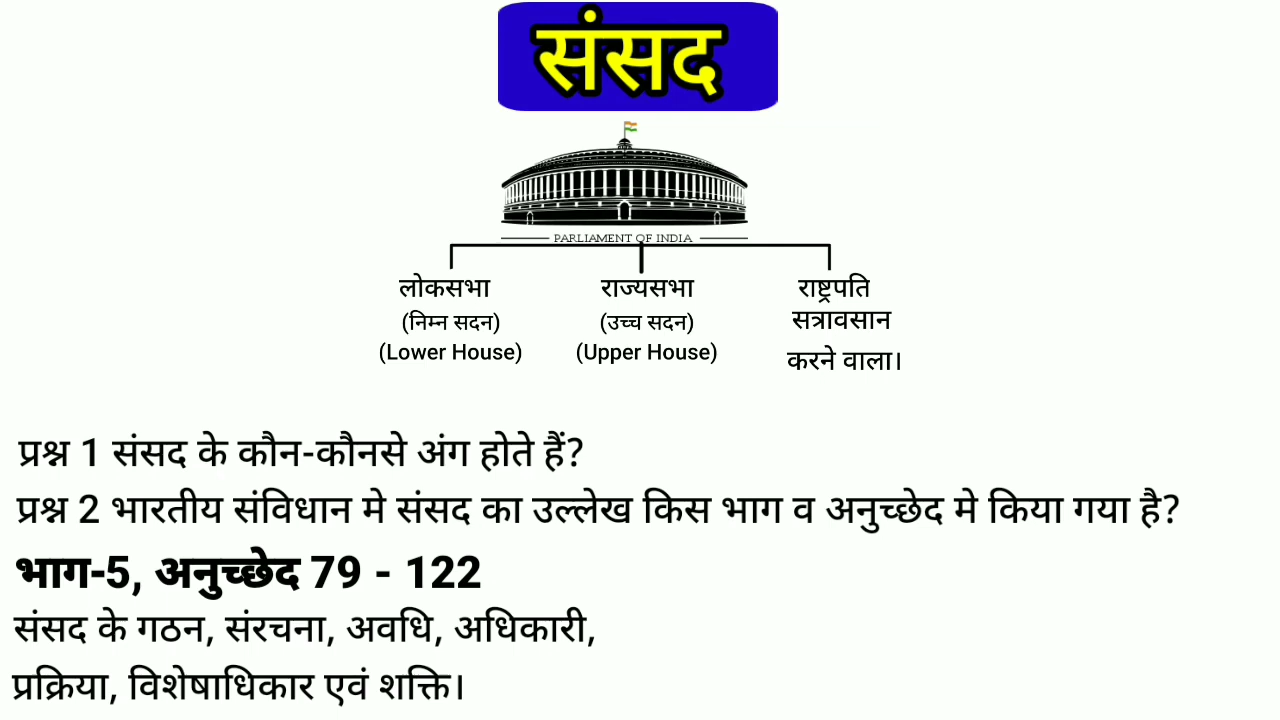 संसद
PARLIAMENT OF INDIA
लोकसभा राज्यसभा राष्ट्रपति
(निम्न सदन) (उच्च सदन) सत्रावसान
(Lower House) (Upper House) करने वाला।
प्रश्न 1 संसद के कौन-कौनसे अंग होते हैं?
प्रश्न 2 भारतीय संविधान मे संसद का उल्लेख किस भाग व अनुच्छेद मे किया गया है?
भाग-5, अनुच्छेद 79 - 122
संसद के गठन, संरचना, अवधि, अधिकारी,
प्रक्रिया, विशेषाधिकार एवं शक्ति।